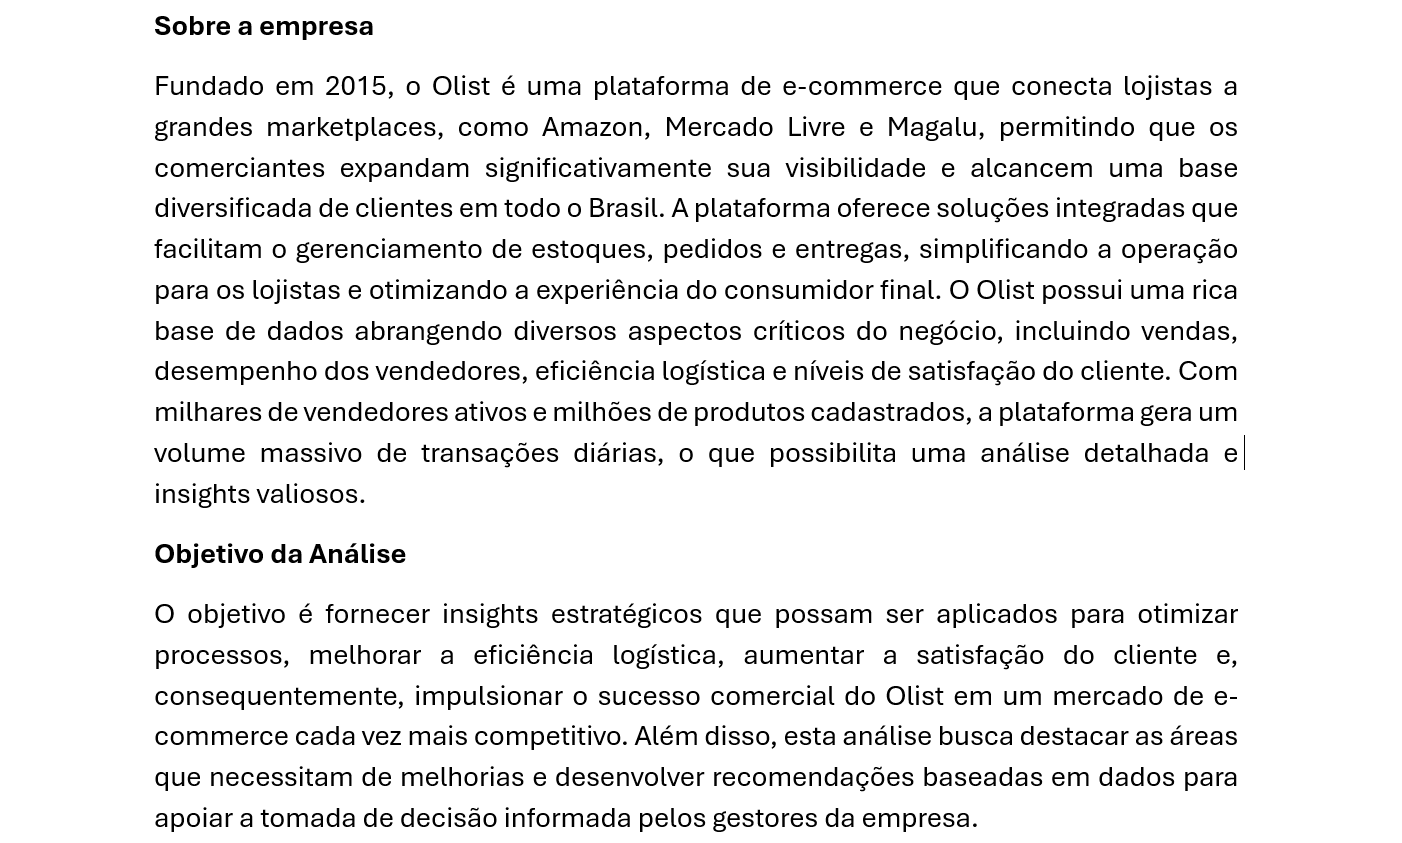 Sobre a empresa
Fundado em 2015, o Olist é uma plataforma de e-commerce que conecta lojistas a
grandes marketplaces, como Amazon, Mercado Livre e Magalu, permitindo que os
comerciantes expandam significativamente sua visibilidade e alcancem uma base
diversificada de clientes em todo o Brasil. A plataforma oferece soluções integradas que
facilitam o gerenciamento de estoques, pedidos e entregas, simplificando a operação
para os lojistas e otimizando a experiência do consumidor final. O Olist possui uma rica
base de dados abrangendo diversos aspectos críticos do negócio, incluindo vendas,
desempenho dos vendedores, eficiência logística e níveis de satisfação do cliente. Com
milhares de vendedores ativos e milhões de produtos cadastrados, a plataforma gera um
volume massivo de transações diárias, o que possibilita uma análise detalhada e
insights valiosos.
Objetivo da Análise
O objetivo é fornecer insights estratégicos que possam ser aplicados para otimizar
processos, melhorar a eficiência logística, aumentar a satisfação do cliente e,
consequentemente, impulsionar o sucesso comercial do Olist em um mercado de e-
commerce cada vez mais competitivo. Além disso, esta análise busca destacar as áreas
que necessitam de melhorias e desenvolver recomendações baseadas em dados para
apoiar a tomada de decisão informada pelos gestores da empresa.